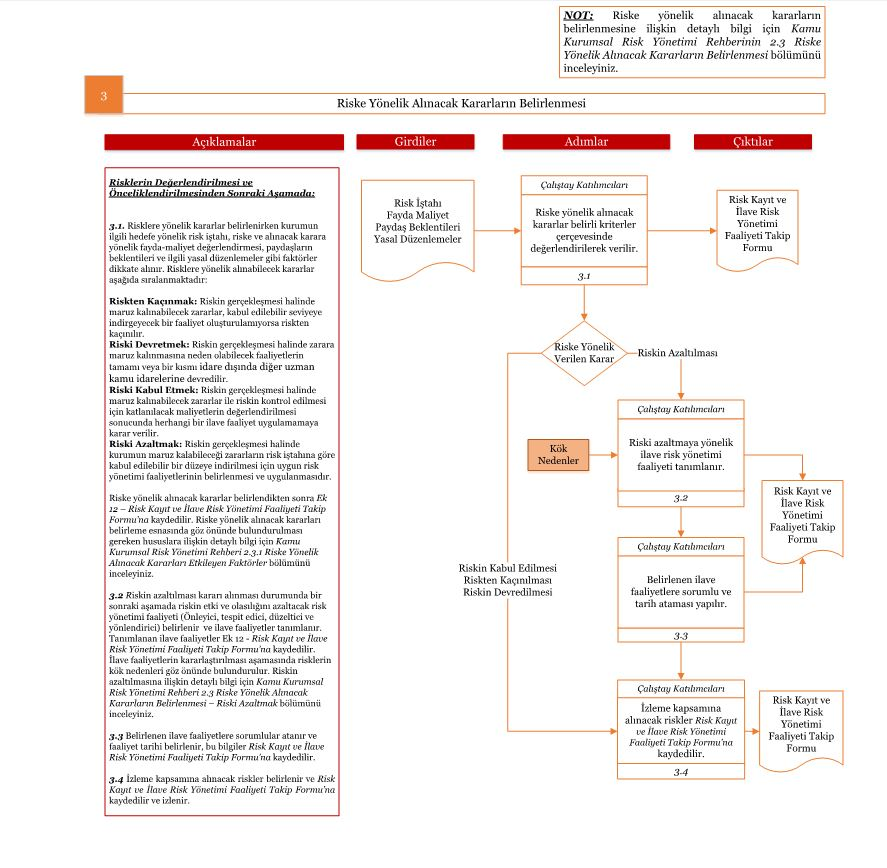 NOT: Riske yönelik alınacak kararların
belirlenmesine ilişkin detaylı bilgi için Kamu
Kurumsal Risk Yönetimi Rehberinin 2.3 Riske
Yönelik Alınacak Kararların Belirlenmesi bölümünü
inceleyiniz.
3
Riske Yönelik Alınacak Kararların Belirlenmesi
Açıklamalar
Girdiler
Adımlar
Çıktılar
Risklerin Değerlendirilmesi ve
Önceliklendirilmesinden Sonraki Aşamada:
3.1. Risklere yönelik kararlar belirlenirken kurumun
ilgili hedefe yönelik risk iştahı, riske ve alınacak karara
yönelik fayda-maliyet değerlendirmesi, paydaşların
beklentileri ve ilgili yasal düzenlemeler gibi faktörler
dikkate alınır. Risklere yönelik alınabilecek kararlar
aşağıda sıralanmaktadır:
Riskten Kaçınmak: Riskin gerçekleşmesi halinde
maruz kalınabilecek zararlar, kabul edilebilir seviyeye
indirgeyecek bir faaliyet oluşturulamıyorsa riskten
kaçınılır.
Riski Devretmek: Riskin gerçekleşmesi halinde zarara
maruz kalınmasına neden olabilecek faaliyetlerin
tamamı veya bir kısmı idare dışında diğer uzman
kamu idarelerine devredilir.
Riski Kabul Etmek: Riskin gerçekleşmesi halinde
maruz kalınabilecek zararlar ile riskin kontrol edilmesi
için katlanılacak maliyetlerin değerlendirilmesi
sonucunda herhangi bir ilave faaliyet uygulamamaya
karar verilir.
Riski Azaltmak: Riskin gerçekleşmesi halinde
kurumun maruz kalabileceği zararların risk iştahına göre
kabul edilebilir bir düzeye indirilmesi için uygun risk
yönetimi faaliyetlerinin belirlenmesi ve uygulanmasıdır.
Riske yönelik alınacak kararlar belirlendikten sonra Ek
12 – Risk Kayıt ve İlave Risk Yönetimi Faaliyeti Takip
Formu'na kaydedilir. Riske yönelik alınacak kararları
belirleme esnasında göz önünde bulundurulması
gereken hususlara ilişkin detaylı bilgi için Kamu
Kurumsal Risk Yönetimi Rehberi 2.3.1 Riske Yönelik
Alınacak Kararları Etkileyen Faktörler bölümünü
inceleyiniz.
3.2 Riskin azaltılması kararı alınması durumunda bir
sonraki aşamada riskin etki ve olasılığını azaltacak risk
yönetimi faaliyeti (Önleyici, tespit edici, düzeltici ve
yönlendirici) belirlenir ve ilave faaliyetler tanımlanır.
Tanımlanan ilave faaliyetler Ek 12 - Risk Kayıt ve İlave
Risk Yönetimi Faaliyeti Takip Formu'na kaydedilir.
İlave faaliyetlerin kararlaştırılması aşamasında risklerin
kök nedenleri göz önünde bulundurulur. Riskin
azaltılmasına ilişkin detaylı bilgi için Kamu Kurumsal
Risk Yönetimi Rehberi 2.3 Riske Yönelik Alınacak
Kararların Belirlenmesi – Riski Azaltmak bölümünü
inceleyiniz.
3.3 Belirlenen ilave faaliyetlere sorumlular atanır ve
faaliyet tarihi belirlenir, bu bilgiler Risk Kayıt ve İlave
Risk Yönetimi Faaliyeti Takip Formu'na kaydedilir.
3.4 İzleme kapsamına alınacak riskler belirlenir ve Risk
Kayıt ve İlave Risk Yönetimi Faaliyeti Takip Formu'na
kaydedilir ve izlenir.
Risk İştahı
Fayda Maliyet
Paydaş Beklentileri
Yasal Düzenlemeler
Çalıştay Katılımcıları
Riske yönelik alınacak
kararlar belirli kriterler
çerçevesinde
değerlendirilerek verilir.
3.1
Risk Kayıt ve
İlave Risk
Yönetimi
Faaliyeti Takip
Formu
Riske Yönelik
Verilen Karar
Riskin Azaltılması
Çalıştay Katılımcıları
Kök
Nedenler
Riski azaltmaya yönelik
ilave risk yönetimi
faaliyeti tanımlanır.
3.2
Risk Kayıt ve
İlave Risk
Yönetimi
Faaliyeti Takip
Formu
Çalıştay Katılımcıları
Belirlenen ilave
faaliyetlere sorumlu ve
tarih ataması yapılır.
3.3
Riskin Kabul Edilmesi
Riskten Kaçınılması
Riskin Devredilmesi
Çalıştay Katılımcıları
İzleme kapsamına
alınacak riskler Risk Kayıt
ve İlave Risk Yönetimi
Faaliyeti Takip Formu'na
kaydedilir.
3.4
Risk Kayıt ve
İlave Risk
Yönetimi
Faaliyeti Takip
Formu